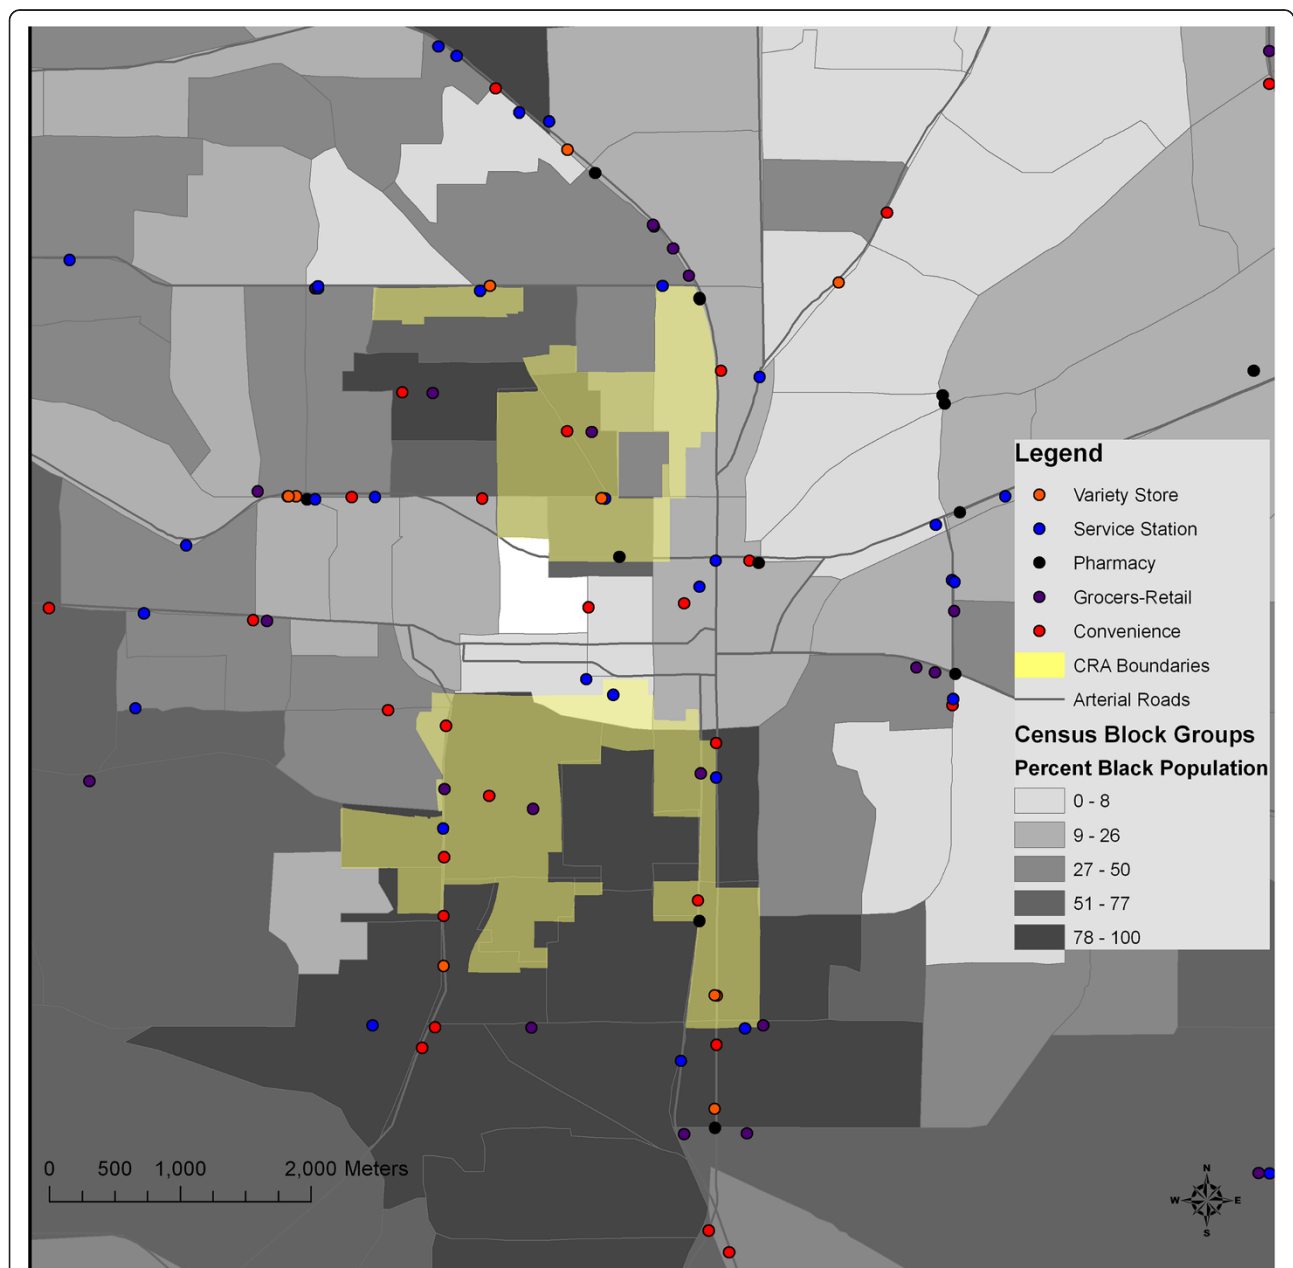 Legend
Variety Store
Service Station
Pharmacy
Grocers-Retail
Convenience
CRA Boundaries
Arterial Roads
Census Block Groups
Percent Black Population
0 - 8
9 - 26
27 - 50
51 - 77
78 - 100
0 500 1,000 2,000 Meters
N
W E
S